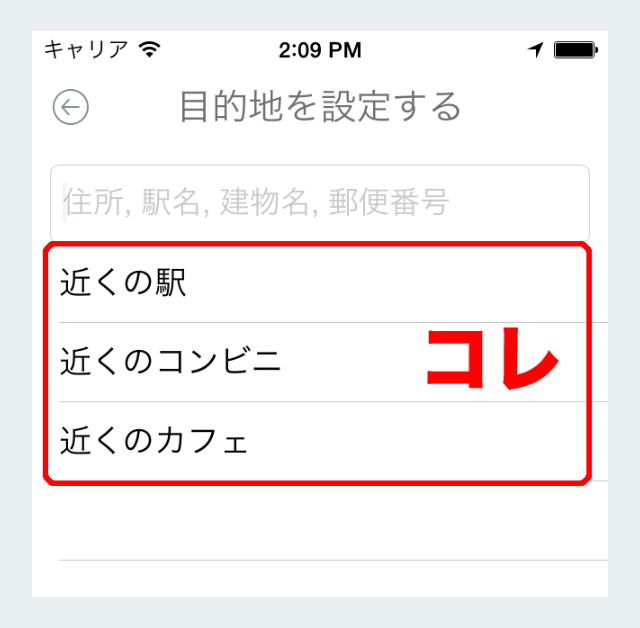 キャリア 2:09 PM
目的地を設定する
住所, 駅名, 建物名, 郵便番号
近くの駅
近くのコンビニ
コレ
近くのカフェ